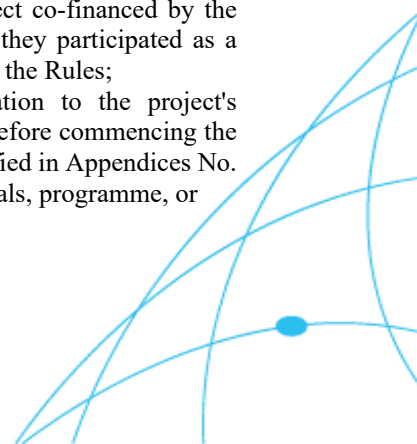 ect co-financed by the
they participated as a
the Rules;
ation to the project's
efore commencing the
fied in Appendices No.
als, programme, or